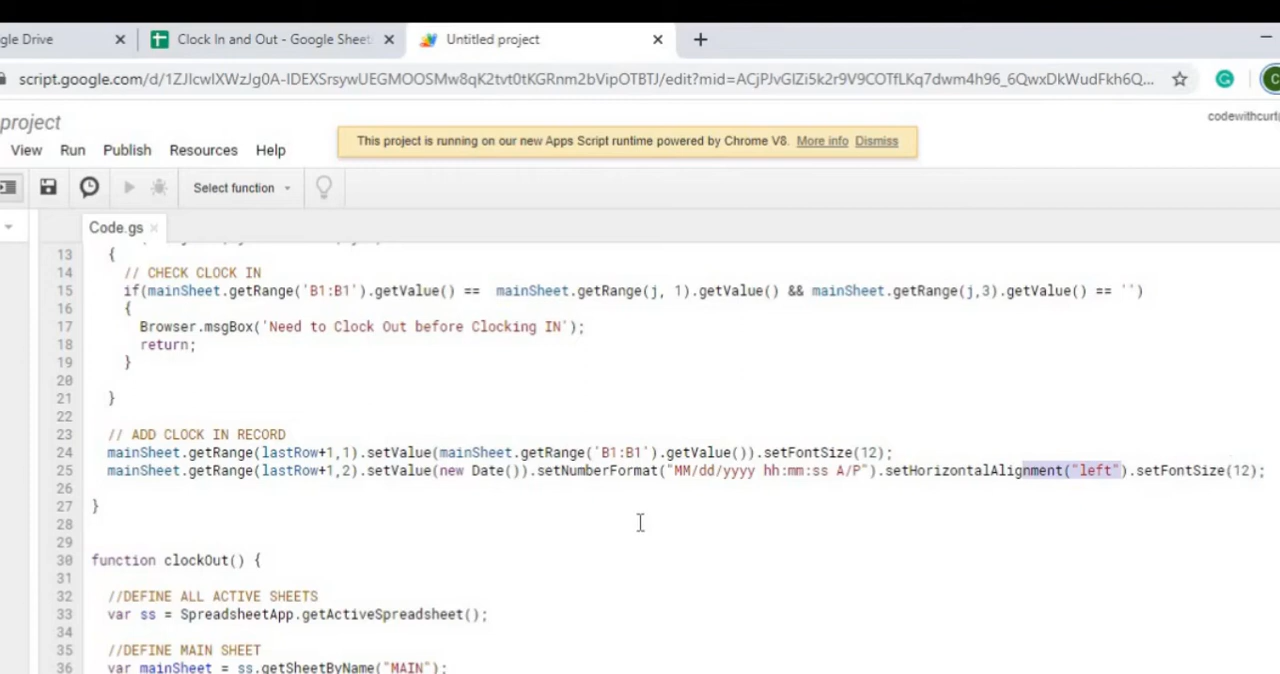 gle Drive
Clock In and Out - Google Sheet
Untitled project
script.google.com/d/1ZJlcwlXWzJg0A-IDEXSrsywUEGMOOSMw8qK2tvt0tKGRnm2bVipOTBTJ/edit?mid=ACjPJvGlZi5k2r9V9COTfLKq7dwm4h96_6QwxDkWudFkh6Q...
project
codewithcurt(
This project is running on our new Apps Script runtime powered by Chrome V8. More info Dismiss
View Run Publish Resources Help
Select function
Code.gs
13 {
14 // CHECK CLOCK IN
15 if(mainSheet.getRange('B1:B1').getValue() == mainSheet.getRange(j, 1).getValue() && mainSheet.getRange(j,3).getValue() == '')
16 {
17 Browser.msgBox('Need to Clock Out before Clocking IN');
18 return;
19 }
20
21 }
22
23 // ADD CLOCK IN RECORD
24 mainSheet.getRange(lastRow+1,1).setValue(mainSheet.getRange('B1:B1').getValue()).setFontSize(12);
25 mainSheet.getRange(lastRow+1,2).setValue(new Date()).setNumberFormat("MM/dd/yyyy hh:mm:ss A/P").setHorizontalAlignment("left").setFontSize(12);
26
27 }
28
29
30 function clockOut() {
31
32 //DEFINE ALL ACTIVE SHEETS
33 var ss = SpreadsheetApp.getActiveSpreadsheet();
34
35 //DEFINE MAIN SHEET
36 var mainSheet = ss.getSheetByName("MAIN");